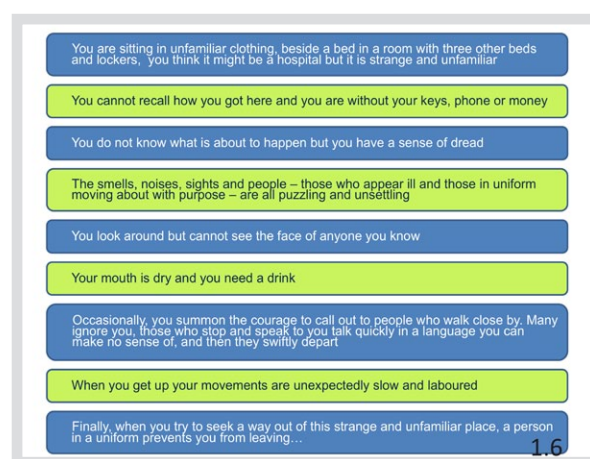 You are sitting in unfamiliar clothing, beside a bed in a room with three other beds
and lockers,  you think it might be a hospital but it is strange and unfamiliar
You cannot recall how you got here and you are without your keys, phone or money
You do not know what is about to happen but you have a sense of dread
The smells, noises, sights and people – those who appear ill and those in uniform
moving about with purpose – are all puzzling and unsettling
You look around but cannot see the face of anyone you know
Your mouth is dry and you need a drink
Occasionally, you summon the courage to call out to people who walk close by. Many
ignore you, those who stop and speak to you talk quickly in a language you can
make no sense of, and then they swiftly depart
When you get up your movements are unexpectedly slow and laboured
Finally, when you try to seek a way out of this strange and unfamiliar place, a person
in a uniform prevents you from leaving…
1.6